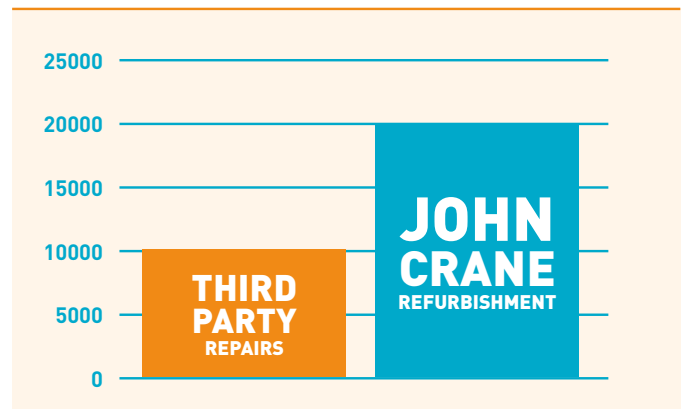 25000
20000
15000
10000
5000
0
THIRD
PARTY
REPAIRS
JOHN
CRANE
REFURBISHMENT